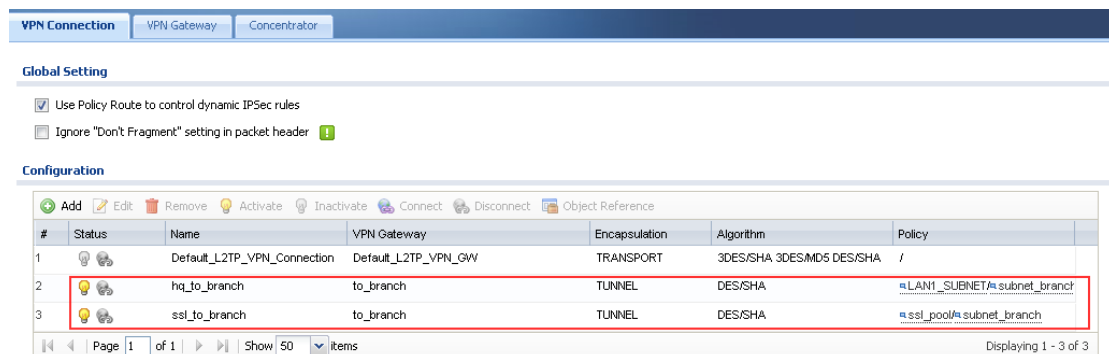 VPN Connection VPN Gateway Concentrator
Global Setting
Use Policy Route to control dynamic IPSec rules
Ignore "Don't Fragment" setting in packet header
Configuration
Add Edit Remove Activate Inactivate Connect Disconnect Object Reference
# Status Name VPN Gateway Encapsulation Algorithm Policy
1 Default_L2TP_VPN_Connection Default_L2TP_VPN_GW TRANSPORT 3DES/SHA 3DES/MD5 DES/SHA /
2 hq_to_branch to_branch TUNNEL DES/SHA LAN1_SUBNET/subnet_branch
3 ssl_to_branch to_branch TUNNEL DES/SHA ssl_pool/subnet_branch
Page 1 of 1 Show 50 items Displaying 1 - 3 of 3